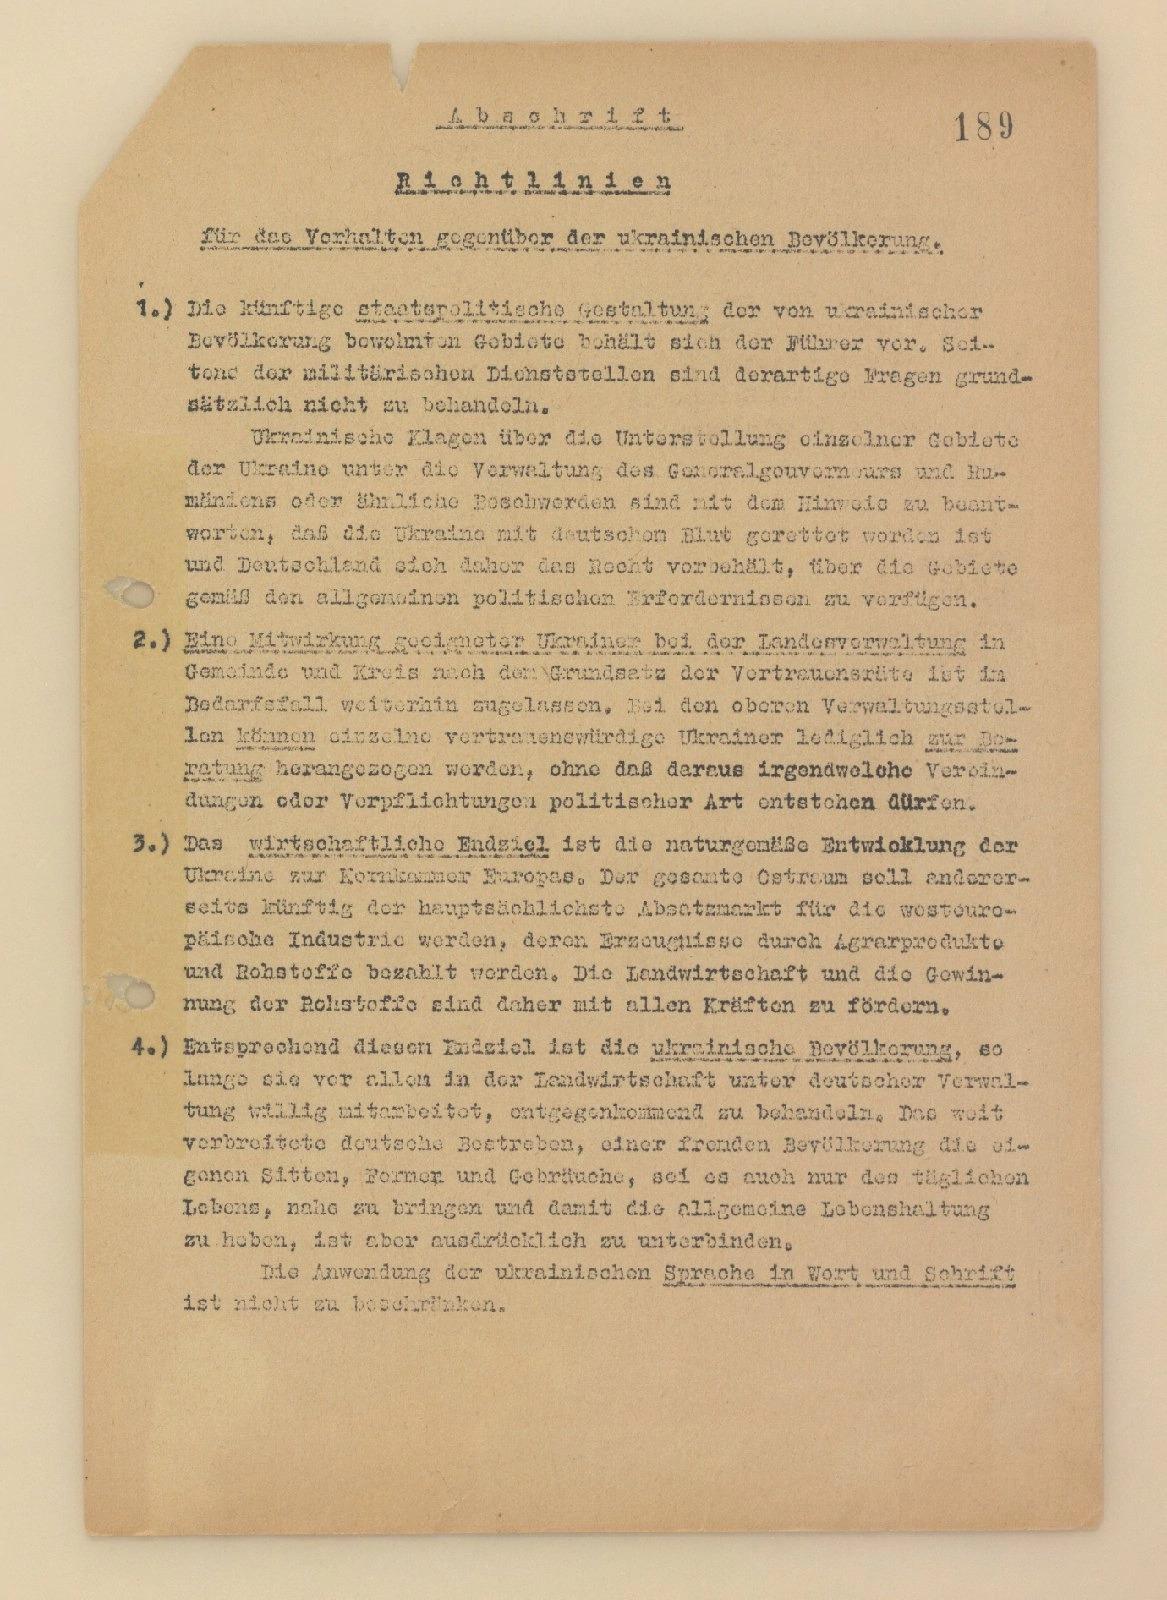 Abschrift
189
Richtlinien
für das Verhalten gegenüber der ukrainischen Bevölkerung.
1.) Die künftige staatspolitische Gestaltung der von ukrainischer
Bevölkerung bewohnten Gebiete behält sich der Führer vor. Sei-
tens der militärischen Dienststellen sind derartige Fragen grund-
sätzlich nicht zu behandeln.
Ukrainische Klagen über die Unterstellung einzelner Gebiete
der Ukraine unter die Verwaltung des Generalgouverneurs und Ru-
mäniens oder ähnliche Beschwerden sind mit dem Hinweis zu beant-
worten, daß die Ukraine mit deutschem Blut gerettet worden ist
und Deutschland sich daher das Recht vorbehält, über die Gebiete
gemäß den allgemeinen politischen Erfordernissen zu verfügen.
2.) Eine Mitwirkung geeigneter Ukrainer bei der Landesverwaltung in
Gemeinde und Kreis nach dem Grundsatz der Vertrauensräte ist im
Bedarfsfall weiterhin zugelassen. Bei den oberen Verwaltungsstel-
len können einzelne vertrauenswürdige Ukrainer lediglich zur Be-
ratung herangezogen werden, ohne daß daraus irgendwelche Verbin-
dungen oder Verpflichtungen politischer Art entstehen dürfen.
3.) Das wirtschaftliche Endziel ist die naturgemäße Entwicklung der
Ukraine zur Kornkammer Europas. Der gesamte Ostraum soll anderer-
seits künftig der hauptsächlichste Absatzmarkt für die westeuro-
päische Industrie werden, deren Erzeugnisse durch Agrarprodukte
und Rohstoffe bezahlt werden. Die Landwirtschaft und die Gewin-
nung der Rohstoffe sind daher mit allen Kräften zu fördern.
4.) Entsprechend diesem Endziel ist die ukrainische Bevölkerung, so
lange sie vor allem in der Landwirtschaft unter deutscher Verwal-
tung willig mitarbeitet, entgegenkommend zu behandeln. Das weit
verbreitete deutsche Bestreben, einer fremden Bevölkerung die ei-
genen Sitten, Formen und Gebräuche, sei es auch nur des täglichen
Lebens, nahe zu bringen und damit die allgemeine Lebenshaltung
zu heben, ist aber ausdrücklich zu unterbinden.
Die Anwendung der ukrainischen Sprache in Wort und Schrift
ist nicht zu beschränken.